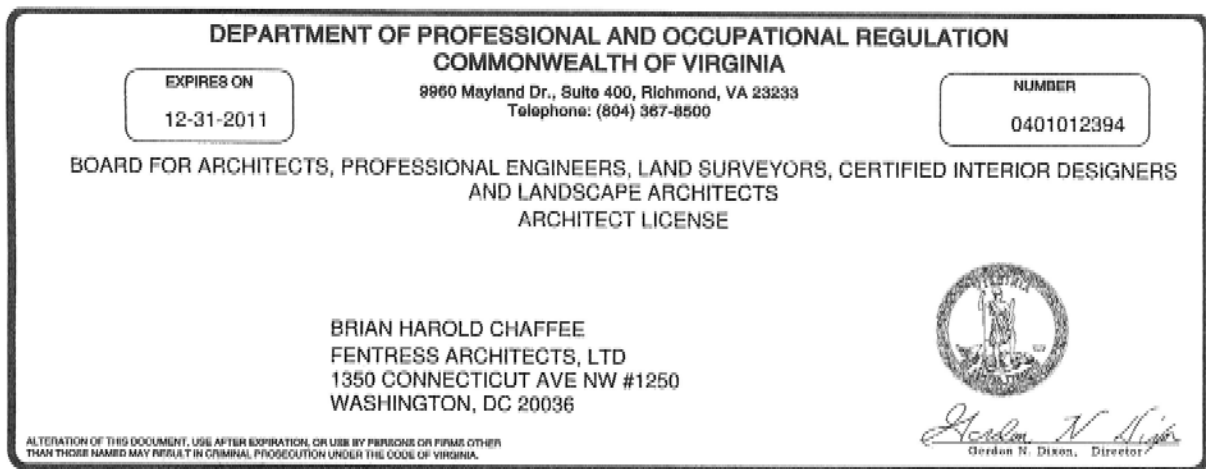 DEPARTMENT OF PROFESSIONAL AND OCCUPATIONAL REGULATION
COMMONWEALTH OF VIRGINIA
EXPIRES ON
12-31-2011
9960 Mayland Dr., Suite 400, Richmond, VA 23233
Telephone: (804) 367-8500
NUMBER
0401012394
BOARD FOR ARCHITECTS, PROFESSIONAL ENGINEERS, LAND SURVEYORS, CERTIFIED INTERIOR DESIGNERS
AND LANDSCAPE ARCHITECTS
ARCHITECT LICENSE
BRIAN HAROLD CHAFFEE
FENTRESS ARCHITECTS, LTD
1350 CONNECTICUT AVE NW #1250
WASHINGTON, DC 20036
VIRGINIA
Gordon N Dixon
Gordon N. Dixon, Director
ALTERATION OF THIS DOCUMENT, USE AFTER EXPIRATION, OR USE BY PERSONS OR FIRMS OTHER
THAN THOSE NAMED MAY RESULT IN CRIMINAL PROSECUTION UNDER THE CODE OF VIRGINIA.